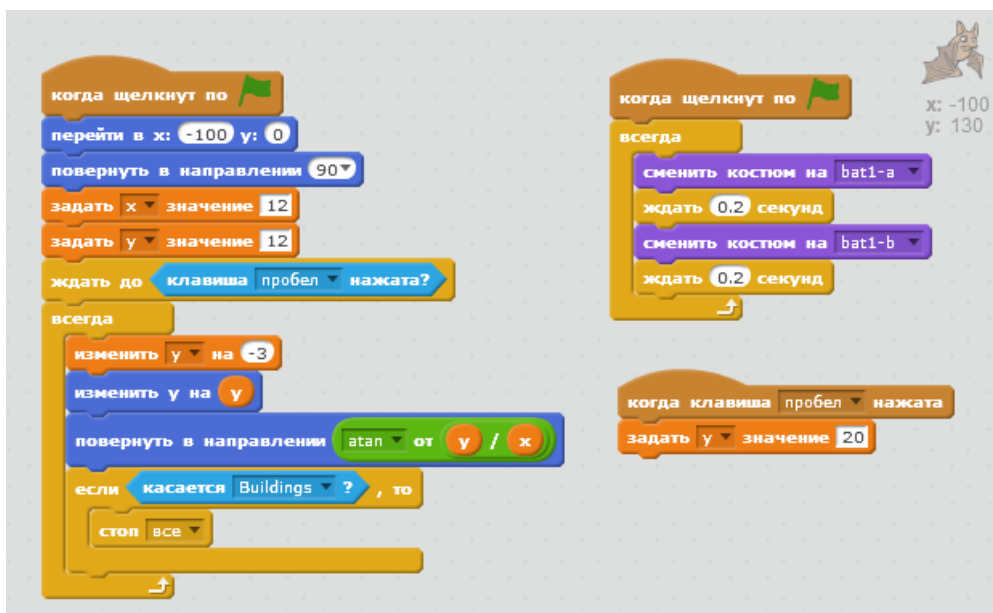 когда щелкнут по
перейти в x: -100 y: 0
повернуть в направлении 90
задать x значение 12
задать y значение 12
ждать до клавиша пробел нажата?
всегда
изменить y на -3
изменить y на y
повернуть в направлении atan от y / x
если касается Buildings ? , то
стоп все
когда щелкнут по
всегда
сменить костюм на bat1-a
ждать 0.2 секунд
сменить костюм на bat1-b
ждать 0.2 секунд
когда клавиша пробел нажата
задать y значение 20
x: -100
y: 130